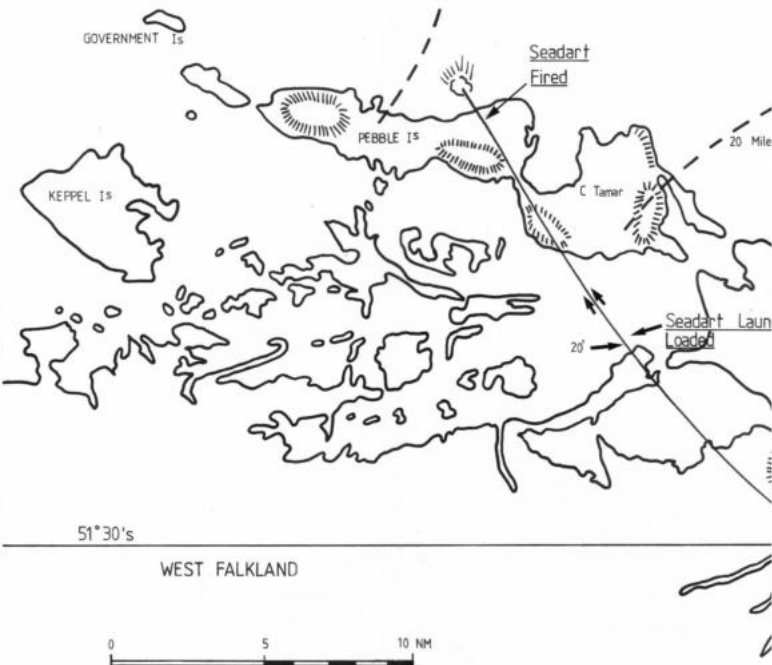 GOVERNMENT Is
Seadart
Fired
PEBBLE Is
20 Mile
KEPPEL Is
C Tamar
Seadart Laun
Loaded
20'
51°30's
WEST FALKLAND
0 5 10 NM